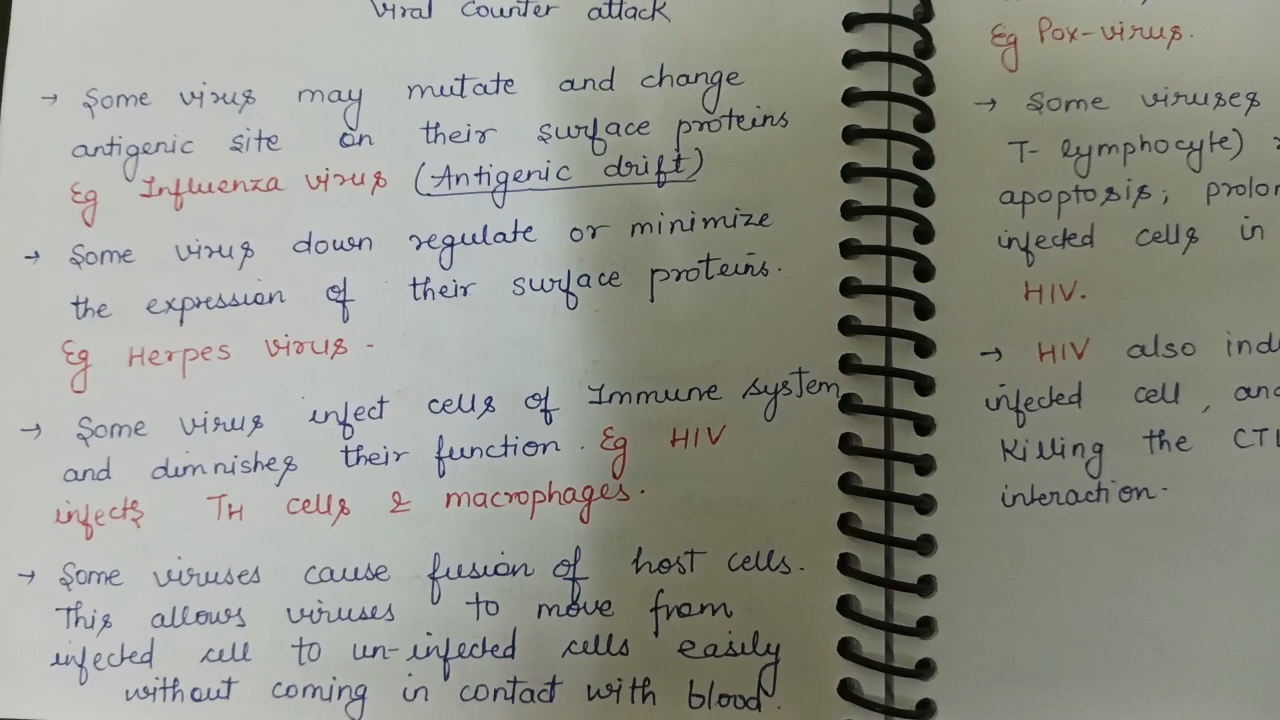 Viral counter attack
→ Some virus may mutate and change
antigenic site on their surface proteins
Eg Influenza virus (Antigenic drift)
→ Some virus down regulate or minimize
the expression of their surface proteins.
Eg Herpes virus -
→ Some virus infect cells of Immune system
and dimnishes their function. Eg HIV
infects TH cells & macrophages.
→ Some viruses cause fusion of host cells.
This allows viruses to move from
infected cell to un-infected cells easily
without coming in contact with blood.
Eg Pox-virus.
→ Some viruses
T-lymphocyte)
apoptosis;
infected cells in
HIV.
→ HIV also
infected cell,
Killing the
interaction.